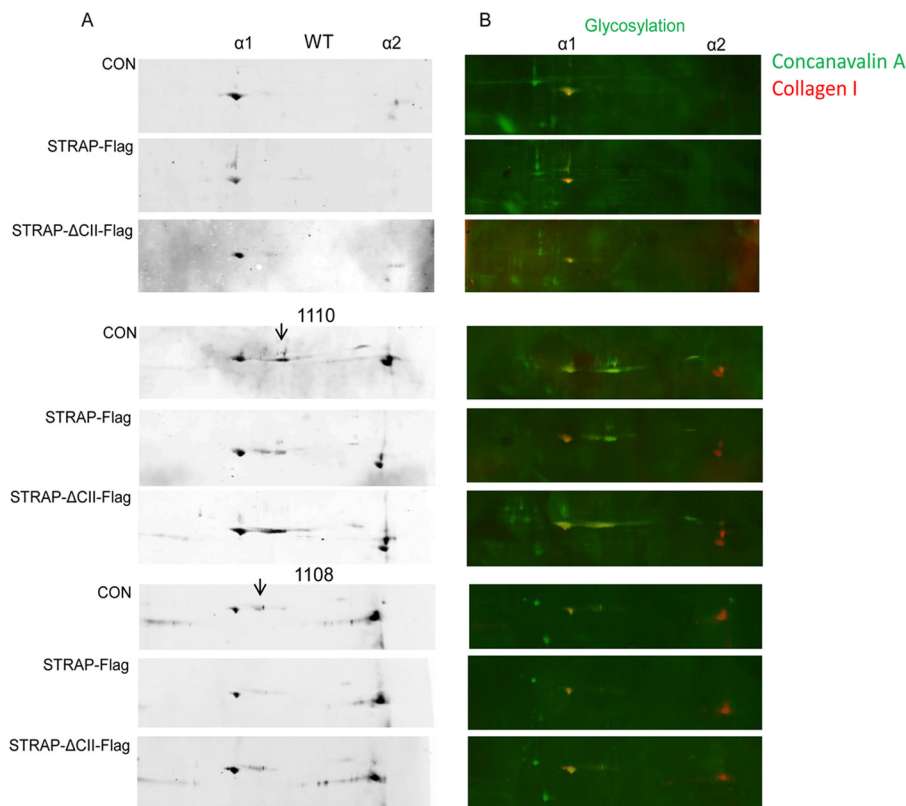 A
B
Glycosylation
α1 WT α2
α1 α2
Concanavalin A
Collagen I
CON
STRAP-Flag
STRAP-ΔCII-Flag
1110
CON
STRAP-Flag
STRAP-ΔCII-Flag
1108
CON
STRAP-Flag
STRAP-ΔCII-Flag